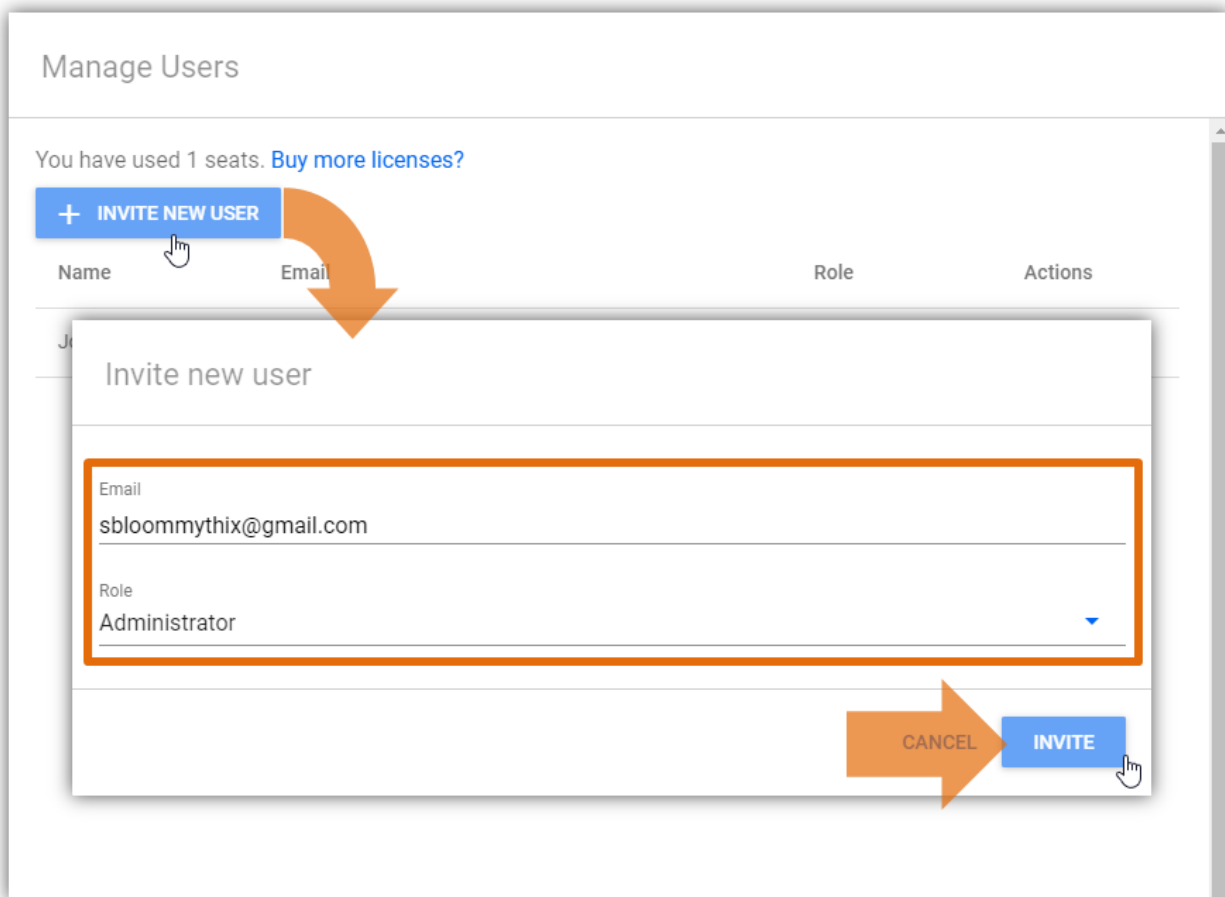 Manage Users
You have used 1 seats. Buy more licenses?
+ INVITE NEW USER
Name Email Role Actions
Invite new user
Email
sbloommythix@gmail.com
Role
Administrator
CANCEL INVITE